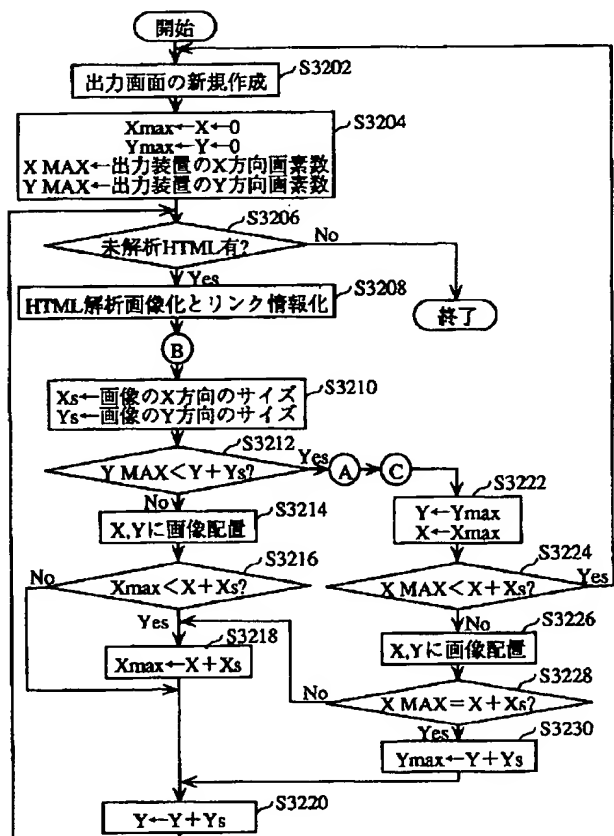 開始
S3202
出力画面の新規作成
S3204
Xmax←X←0
Ymax←Y←0
X MAX←出力装置のX方向画素数
Y MAX←出力装置のY方向画素数
S3206
未解析HTML有?
No
Yes
S3208
HTML解析画像化とリンク情報化
終了
B
S3210
Xs←画像のX方向のサイズ
Ys←画像のY方向のサイズ
S3212
Y MAX<Y+Ys?
Yes
A
C
No
S3214
X,Yに画像配置
S3222
Y←Ymax
X←Xmax
S3216
Xmax<X+Xs?
No
Yes
S3224
X MAX<X+Xs?
Yes
No
S3218
Xmax←X+Xs
S3226
X,Yに画像配置
S3228
X MAX=X+Xs?
No
Yes
S3230
Ymax←Y+Ys
S3220
Y←Y+Ys